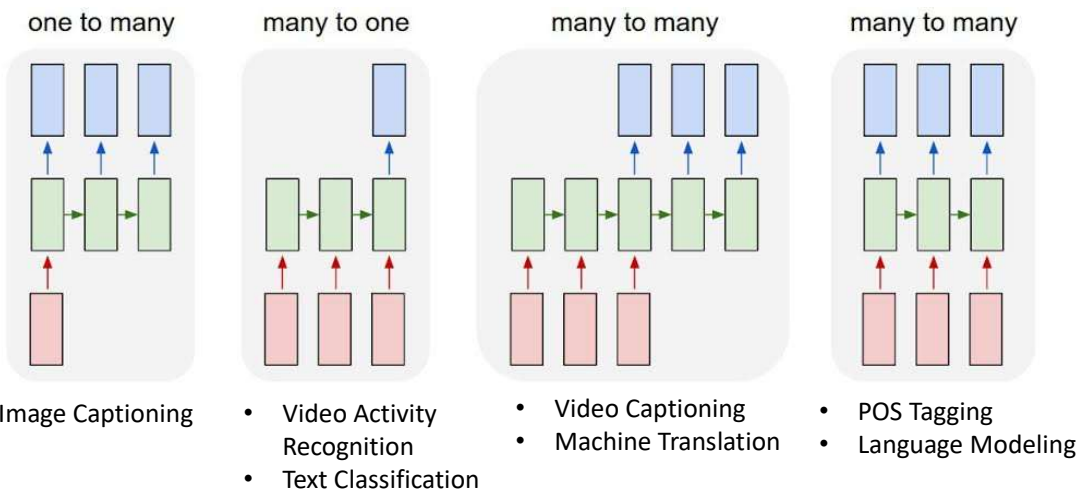 one to many
many to one
many to many
many to many
Image Captioning
• Video Activity
Recognition
• Text Classification
• Video Captioning
• Machine Translation
• POS Tagging
• Language Modeling